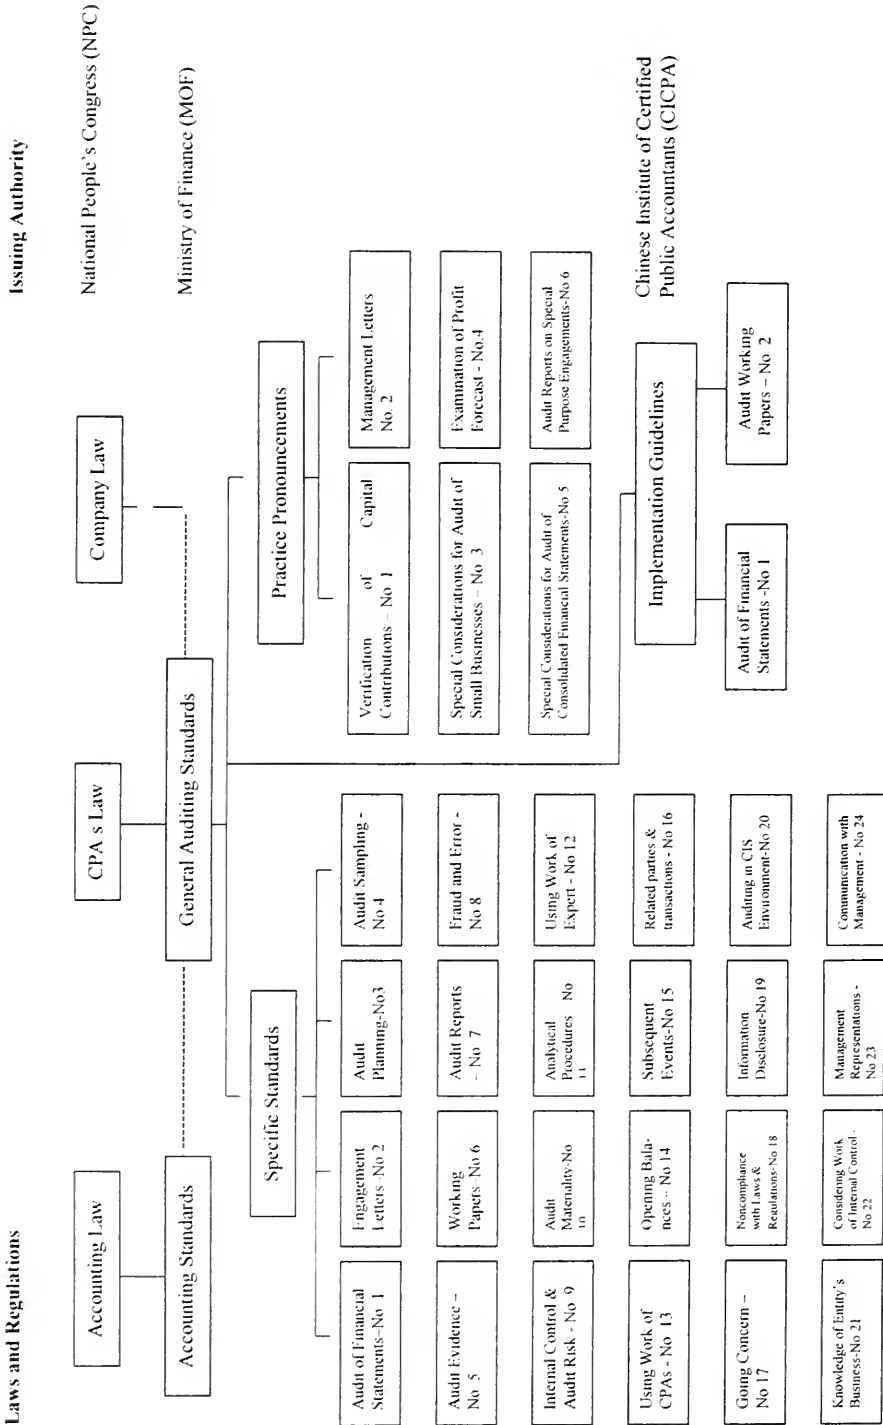 Laws and Regulations
Issuing Authority
Accounting Law
CPA s Law
Company Law
National People's Congress (NPC)
Accounting Standards
General Auditing Standards
Ministry of Finance (MOF)
Specific Standards
Practice Pronouncements
Audit of Financial
Statements–No 1
Engagement
Letters–No 2
Audit
Planning-No3
Audit Sampling -
No 4
Verification of Capital
Contributions – No 1
Management Letters
No. 2
Audit Evidence –
No 5
Working
Papers–No 6
Audit Reports
– No 7
Fraud and Error -
No 8
Special Considerations for Audit of
Small Businesses – No 3
Examination of Profit
Forecast - No.4
Internal Control &
Audit Risk - No 9
Audit
Materiality-No
10
Analytical
Procedures No
11
Using Work of
Expert - No 12
Special Considerations for Audit of
Consolidated Financial Statements-No 5
Audit Reports on Special
Purpose Engagements-No 6
Using Work of
CPAs - No 13
Opening Bala-
nces – No 14
Subsequent
Events-No 15
Related parties &
transactions - No 16
Implementation Guidelines
Chinese Institute of Certified
Public Accountants (CICPA)
Going Concern –
No 17
Noncompliance
with Laws &
Regulations-No 18
Information
Disclosure-No 19
Auditing in CIS
Environment-No 20
Audit of Financial
Statements -No 1
Audit Working
Papers – No 2
Knowledge of Entity's
Business-No 21
Considering Work
of Internal Control -
No 22
Management
Representations -
No 23
Communication with
Management - No 24